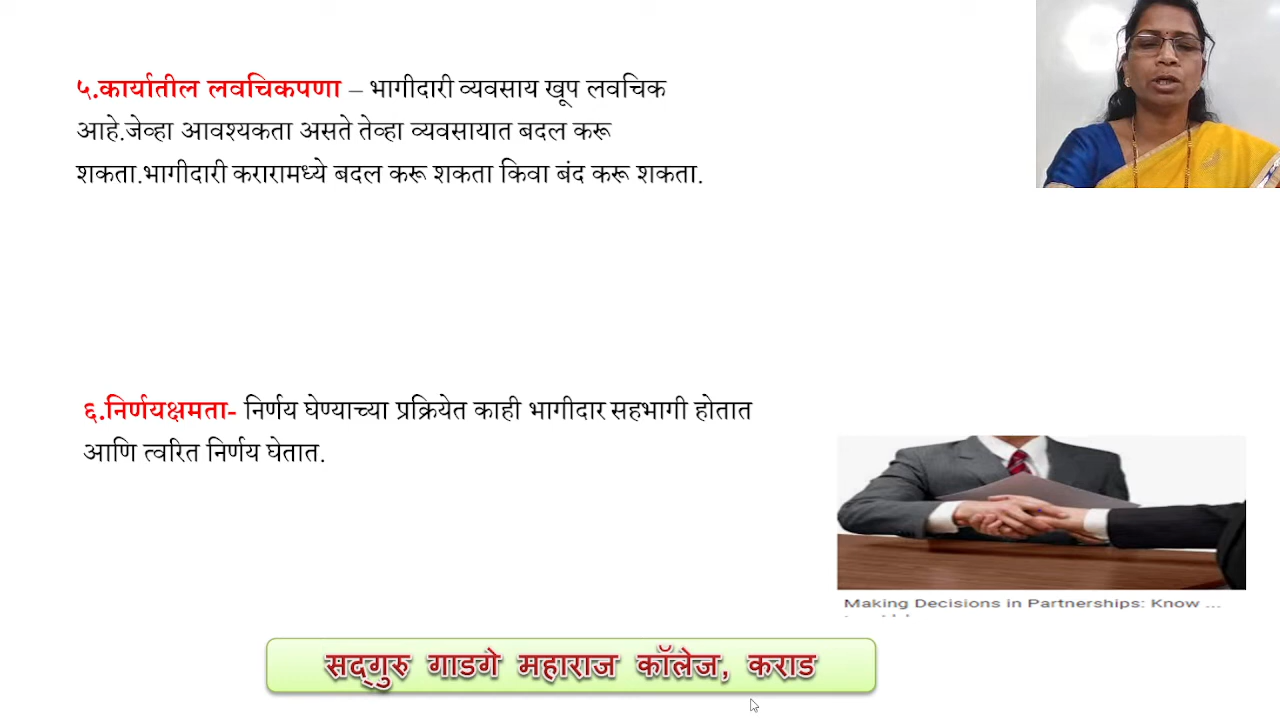 ५.कार्यातील लवचिकपणा – भागीदारी व्यवसाय खूप लवचिक
आहे.जेव्हा आवश्यकता असते तेव्हा व्यवसायात बदल करू
शकता.भागीदारी करारामध्ये बदल करू शकता किवा बंद करू शकता.
६.निर्णयक्षमता- निर्णय घेण्याच्या प्रक्रियेत काही भागीदार सहभागी होतात
आणि त्वरित निर्णय घेतात.
Making Decisions in Partnerships: Know ...
सद्‌गुरु गाडगे महाराज कॉलेज, कराड